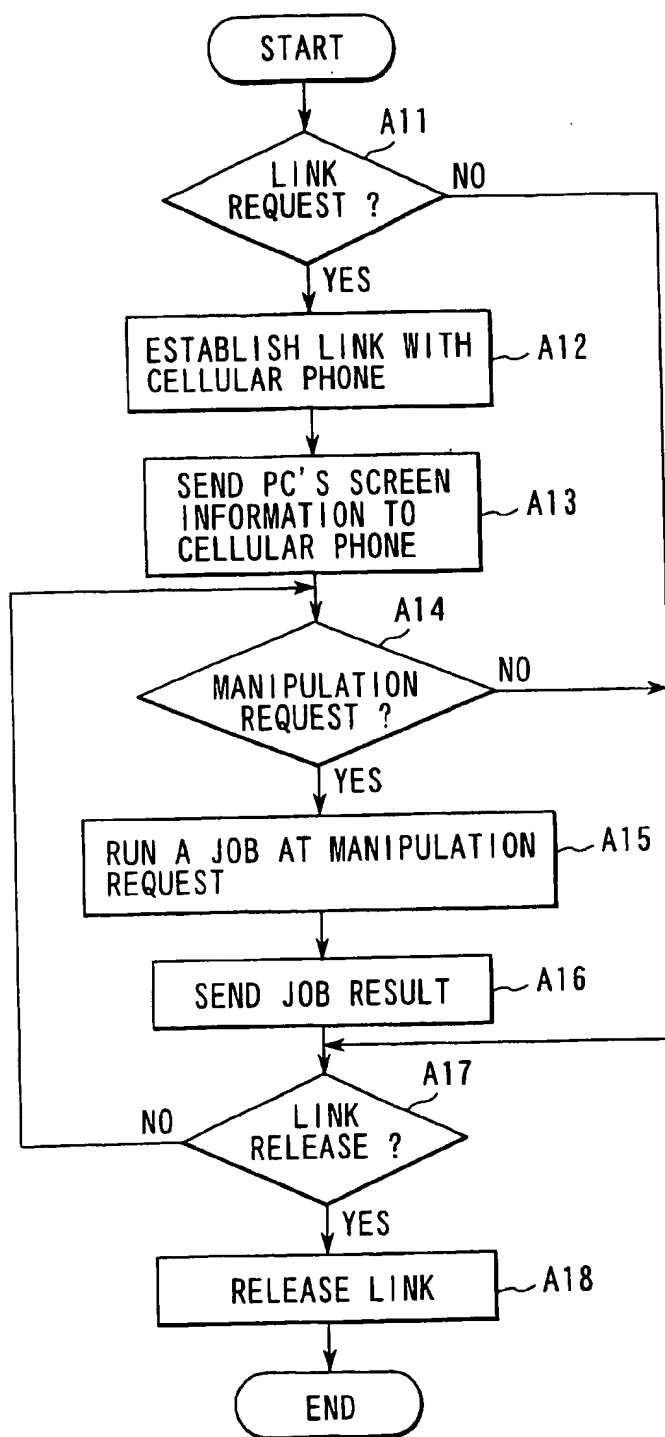 START
A11
LINK
REQUEST ?
NO
YES
ESTABLISH LINK WITH
CELLULAR PHONE
A12
SEND PC'S SCREEN
INFORMATION TO
CELLULAR PHONE
A13
A14
MANIPULATION
REQUEST ?
NO
YES
RUN A JOB AT MANIPULATION
REQUEST
A15
SEND JOB RESULT
A16
A17
LINK
RELEASE ?
NO
YES
RELEASE LINK
A18
END